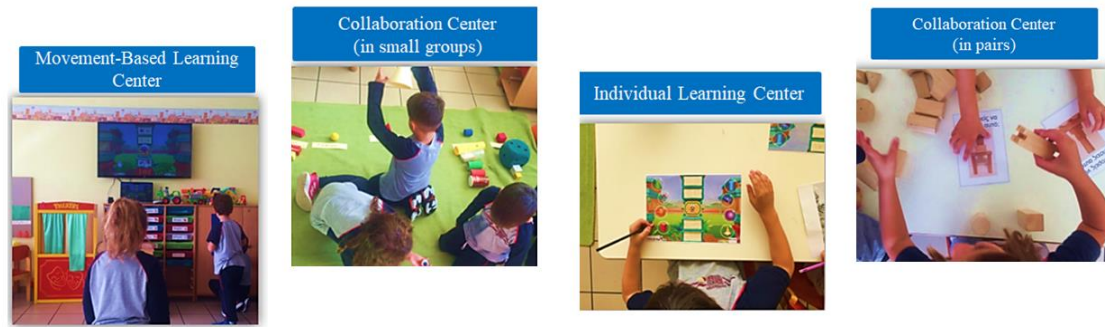 Movement-Based Learning
Center
Collaboration Center
(in small groups)
Individual Learning Center
Collaboration Center
(in pairs)